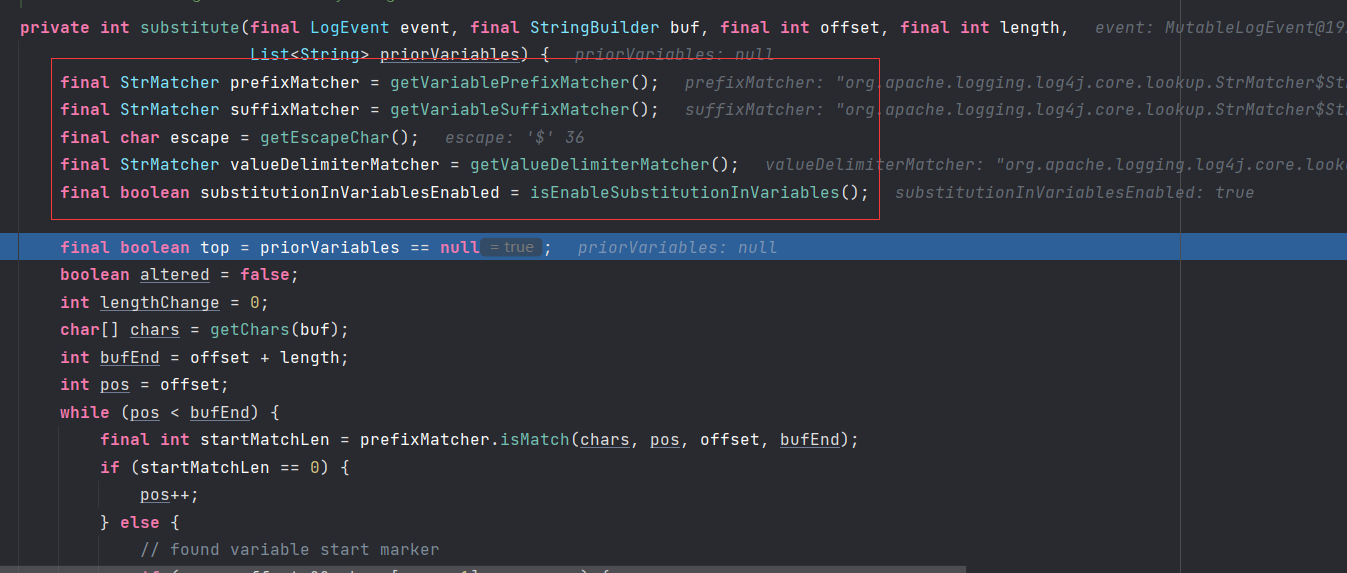 private int substitute(final LogEvent event, final StringBuilder buf, final int offset, final int length, event: MutableLogEvent@19
List<String> priorVariables) { priorVariables: null
final StrMatcher prefixMatcher = getVariablePrefixMatcher(); prefixMatcher: "org.apache.logging.log4j.core.lookup.StrMatcher$St
final StrMatcher suffixMatcher = getVariableSuffixMatcher(); suffixMatcher: "org.apache.logging.log4j.core.lookup.StrMatcher$St
final char escape = getEscapeChar(); escape: '$' 36
final StrMatcher valueDelimiterMatcher = getValueDelimiterMatcher(); valueDelimiterMatcher: "org.apache.logging.log4j.core.look
final boolean substitutionInVariablesEnabled = isEnableSubstitutionInVariables(); substitutionInVariablesEnabled: true
final boolean top = priorVariables == null = true ; priorVariables: null
boolean altered = false;
int lengthChange = 0;
char[] chars = getChars(buf);
int bufEnd = offset + length;
int pos = offset;
while (pos < bufEnd) {
final int startMatchLen = prefixMatcher.isMatch(chars, pos, offset, bufEnd);
if (startMatchLen == 0) {
pos++;
} else {
// found variable start marker